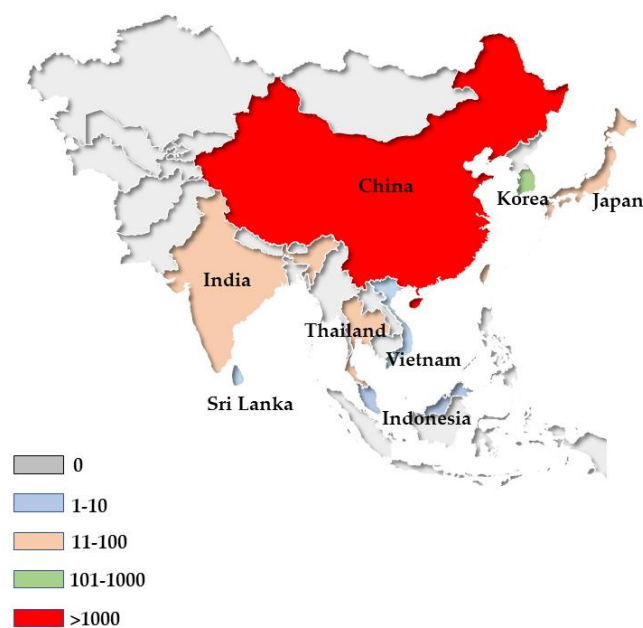 China
Korea
Japan
India
Thailand
Vietnam
Sri Lanka
Indonesia
0
1-10
11-100
101-1000
>1000